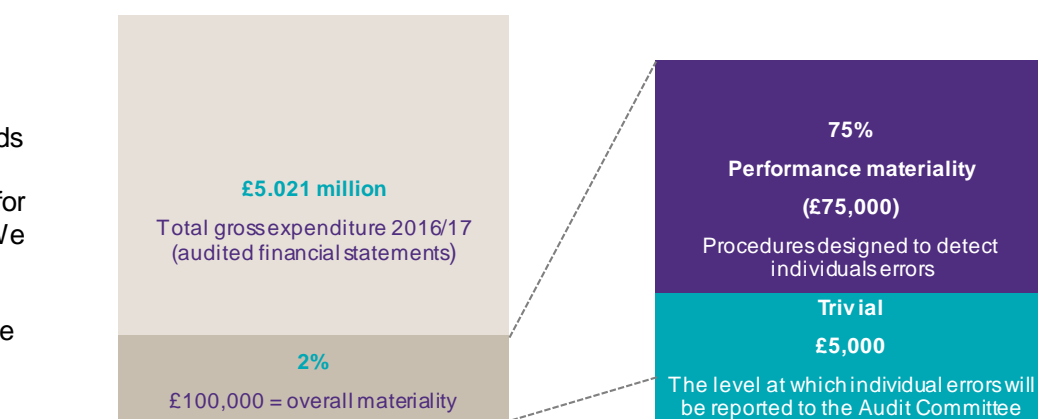 ds
for
We
e
£5.021 million
Total gross expenditure 2016/17
(audited financial statements)
2%
£100,000 = overall materiality
75%
Performance materiality
(£75,000)
Procedures designed to detect
individuals errors
Trivial
£5,000
The level at which individual errors will
be reported to the Audit Committee